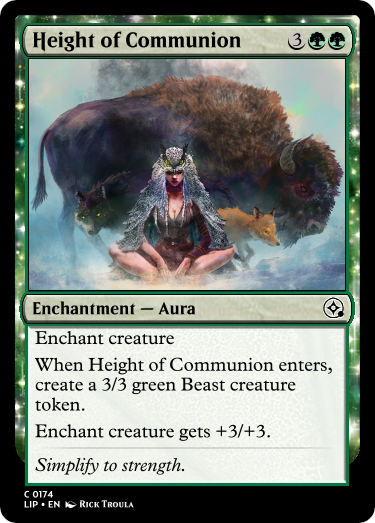 Height of Communion 3
Enchantment — Aura
Enchant creature
When Height of Communion enters,
create a 3/3 green Beast creature
token.
Enchant creature gets +3/+3.
Simplify to strength.
C 0174
LIP • EN Rick Troula